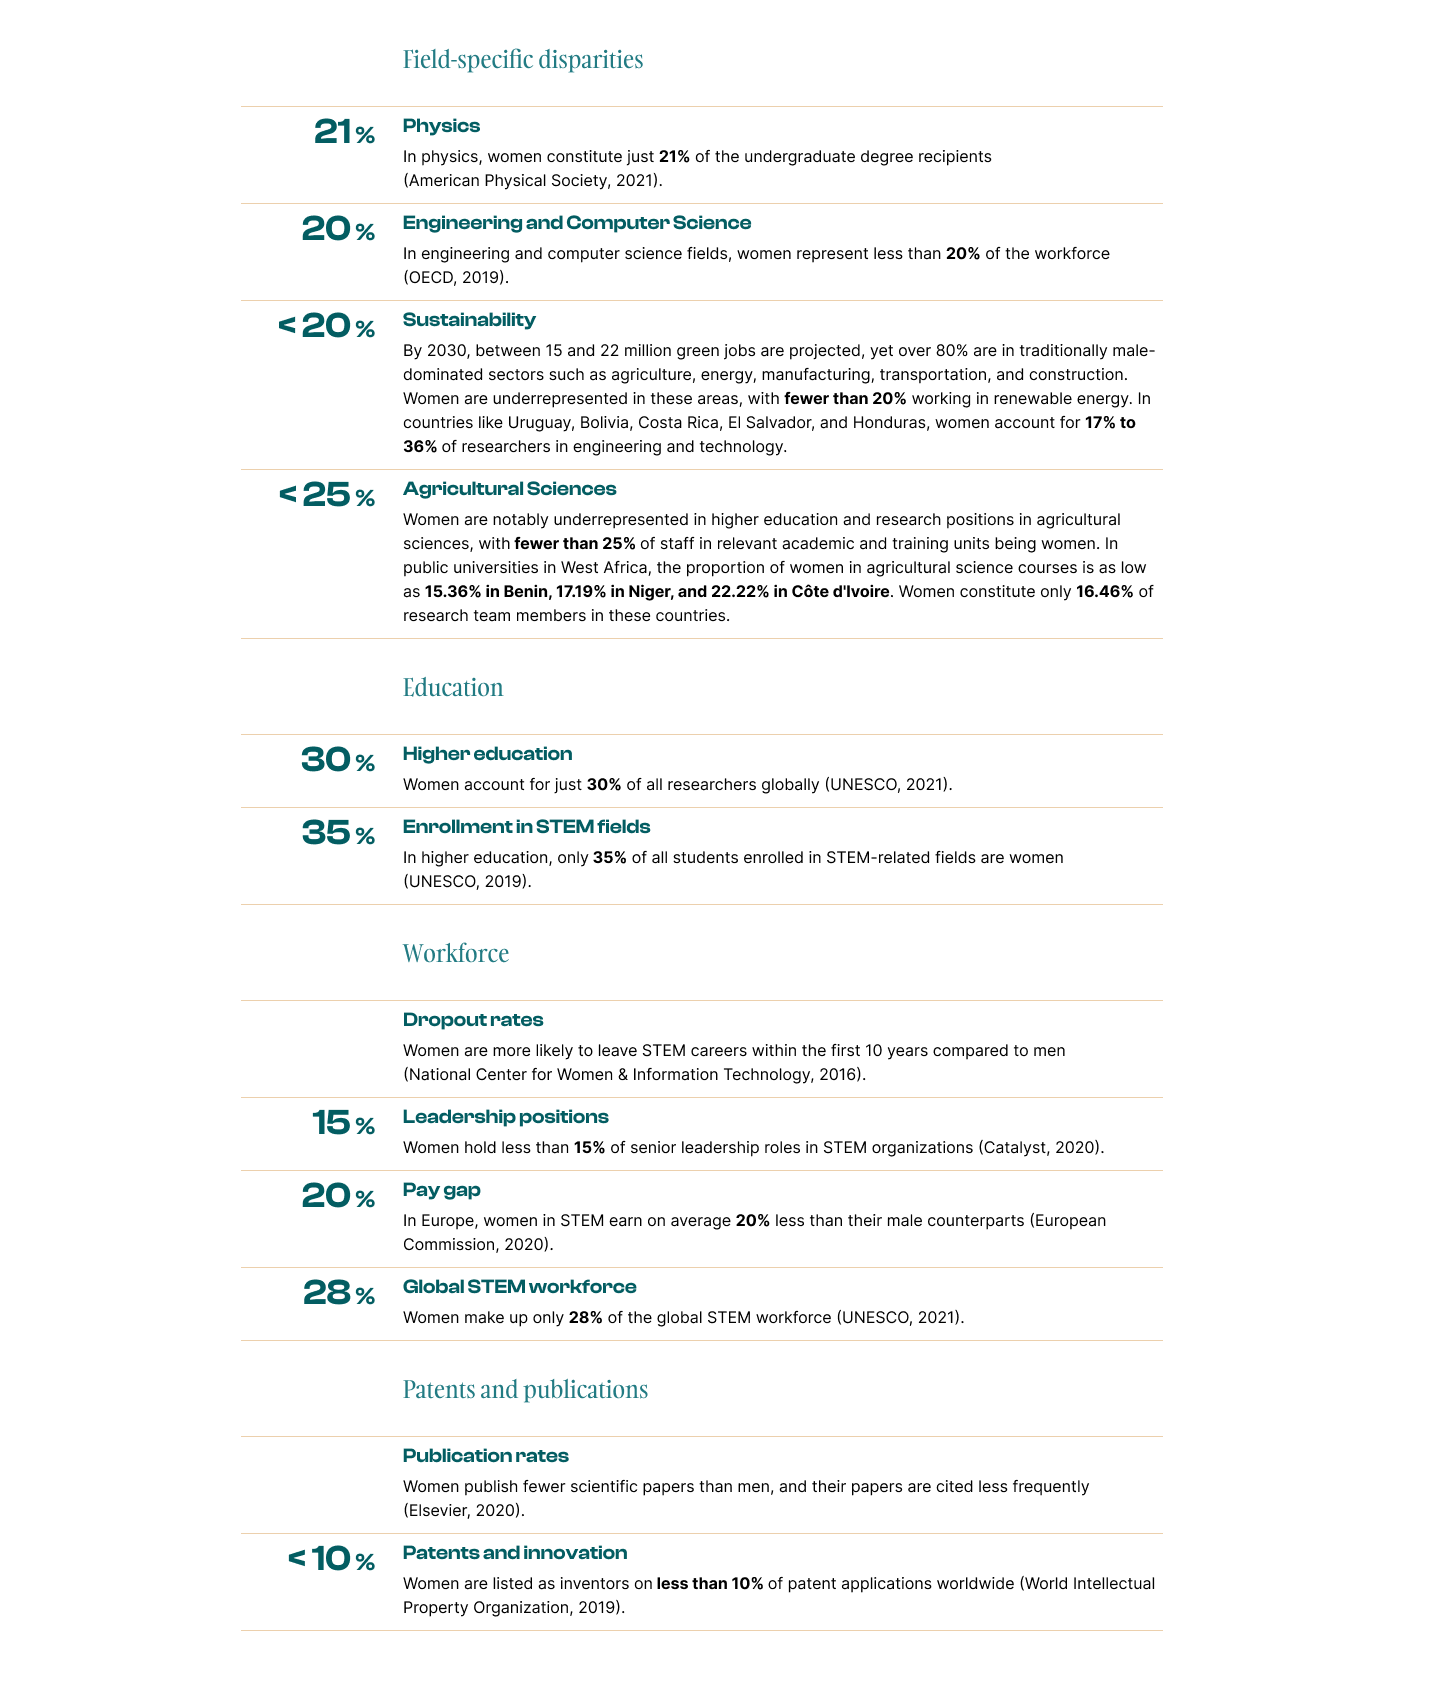 Field-specific disparities
21 %
Physics
In physics, women constitute just 21% of the undergraduate degree recipients
(American Physical Society, 2021).
20 %
Engineering and Computer Science
In engineering and computer science fields, women represent less than 20% of the workforce
(OECD, 2019).
< 20 %
Sustainability
By 2030, between 15 and 22 million green jobs are projected, yet over 80% are in traditionally male-
dominated sectors such as agriculture, energy, manufacturing, transportation, and construction.
Women are underrepresented in these areas, with fewer than 20% working in renewable energy. In
countries like Uruguay, Bolivia, Costa Rica, El Salvador, and Honduras, women account for 17% to
36% of researchers in engineering and technology.
< 25 %
Agricultural Sciences
Women are notably underrepresented in higher education and research positions in agricultural
sciences, with fewer than 25% of staff in relevant academic and training units being women. In
public universities in West Africa, the proportion of women in agricultural science courses is as low
as 15.36% in Benin, 17.19% in Niger, and 22.22% in Côte d'Ivoire. Women constitute only 16.46% of
research team members in these countries.
Education
30 %
Higher education
Women account for just 30% of all researchers globally (UNESCO, 2021).
35 %
Enrollment in STEM fields
In higher education, only 35% of all students enrolled in STEM-related fields are women
(UNESCO, 2019).
Workforce
Dropout rates
Women are more likely to leave STEM careers within the first 10 years compared to men
(National Center for Women & Information Technology, 2016).
15 %
Leadership positions
Women hold less than 15% of senior leadership roles in STEM organizations (Catalyst, 2020).
20 %
Pay gap
In Europe, women in STEM earn on average 20% less than their male counterparts (European
Commission, 2020).
28 %
Global STEM workforce
Women make up only 28% of the global STEM workforce (UNESCO, 2021).
Patents and publications
Publication rates
Women publish fewer scientific papers than men, and their papers are cited less frequently
(Elsevier, 2020).
< 10 %
Patents and innovation
Women are listed as inventors on less than 10% of patent applications worldwide (World Intellectual
Property Organization, 2019).